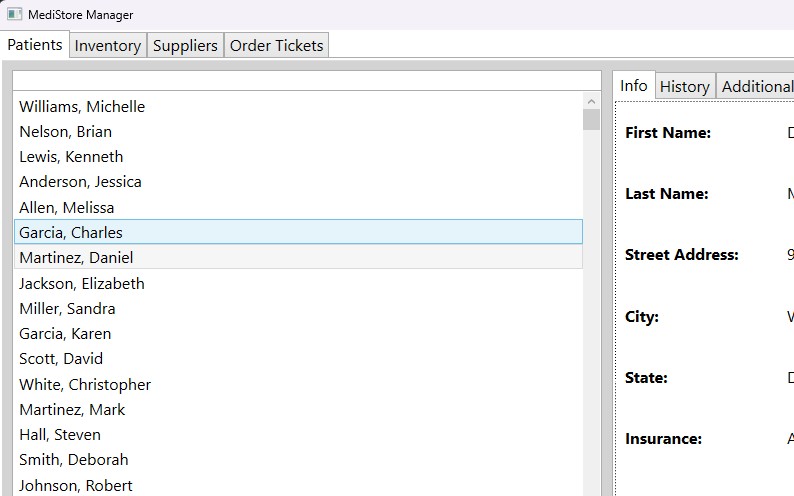 MediStore Manager
Patients Inventory Suppliers Order Tickets
Williams, Michelle
Nelson, Brian
Lewis, Kenneth
Anderson, Jessica
Allen, Melissa
Garcia, Charles
Martinez, Daniel
Jackson, Elizabeth
Miller, Sandra
Garcia, Karen
Scott, David
White, Christopher
Martinez, Mark
Hall, Steven
Smith, Deborah
Johnson, Robert
Info History Additional
First Name:
Last Name:
Street Address: 9
City:
State:
Insurance: A